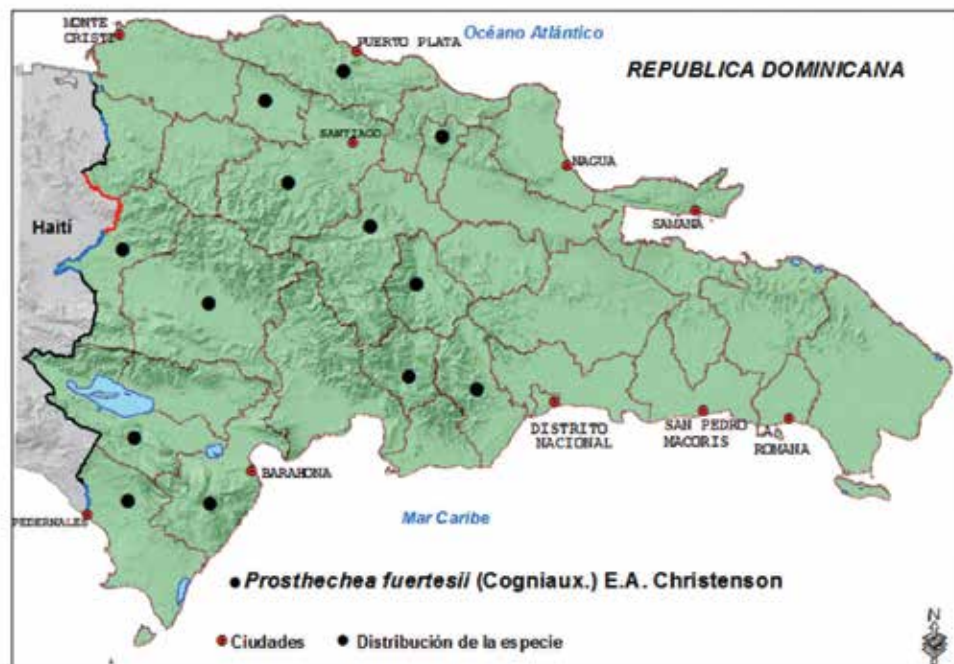 MONTE
CRISTI
PUERTO PLATA
Océano Atlántico
REPUBLICA DOMINICANA
SANTIAGO
NAGUA
SAMANA
Haití
DISTRITO
NACIONAL
SAN PEDRO
MACORIS
LA
ROMANA
BARAHONA
PEDERNALES
Mar Caribe
Prosthechea fuertesii (Cogniaux.) E.A. Christenson
Ciudades
Distribución de la especie
N